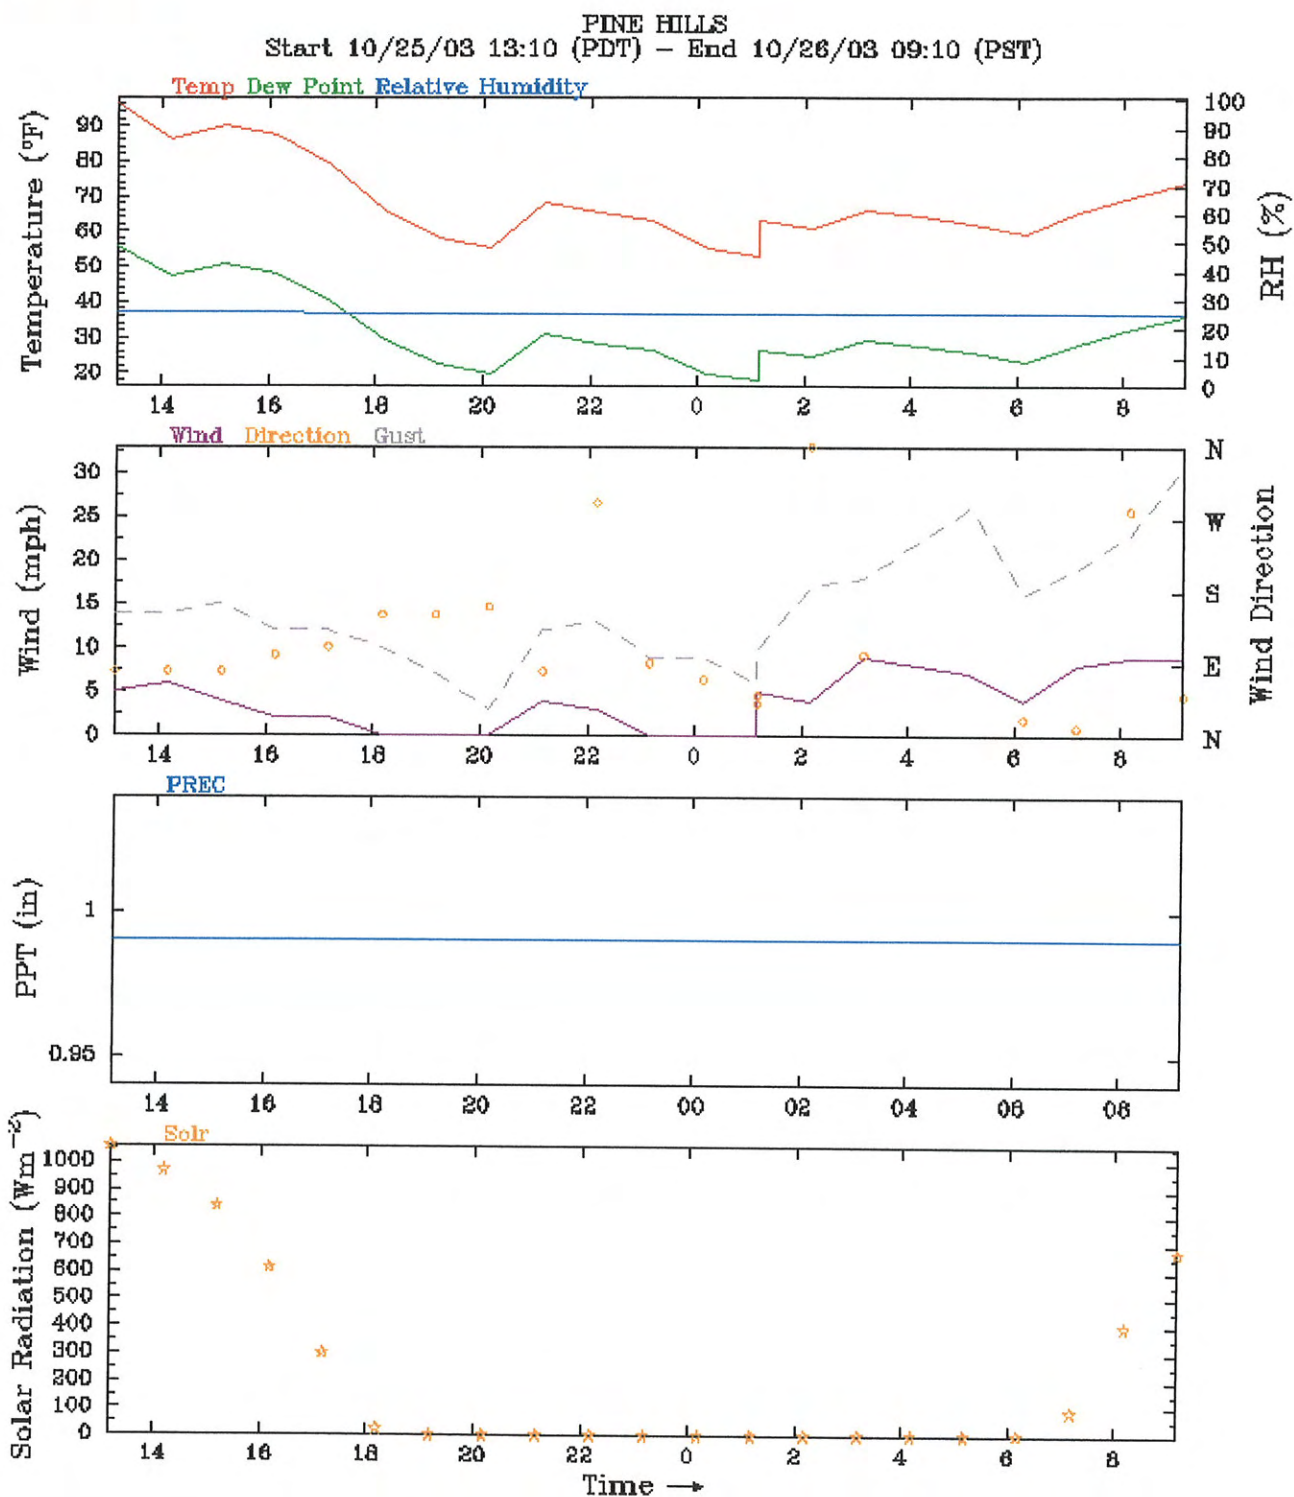 PINE HILLS
Start 10/25/03 13:10 (PDT) – End 10/26/03 09:10 (PST)
Temp Dew Point Relative Humidity
Temperature (°F)
90
80
70
60
50
40
30
20
100
90
80
70
60
50
40
30
20
10
0
RH (%)
14 16 18 20 22 0 2 4 6 8
Wind Direction Gust
Wind (mph)
30
25
20
15
10
5
0
N
W
S
E
N
Wind Direction
14 16 18 20 22 0 2 4 6 8
PREC
PPT (in)
1
0.95
14 16 18 20 22 00 02 04 06 08
Solr
Solar Radiation (Wm⁻²)
1000
900
800
700
600
500
400
300
200
100
0
14 16 18 20 22 0 2 4 6 8
Time →